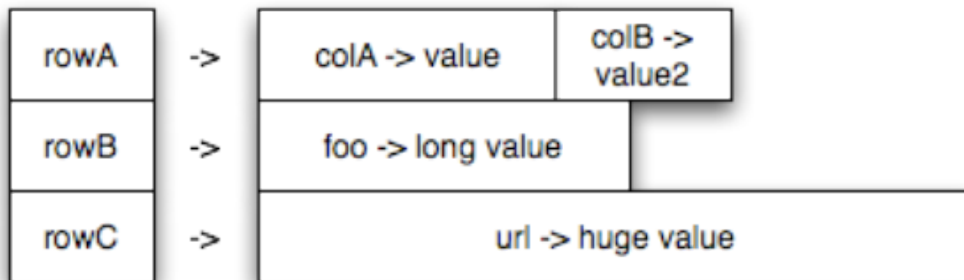 rowA -> colA -> value colB ->
value2
rowB -> foo -> long value
rowC -> url -> huge value